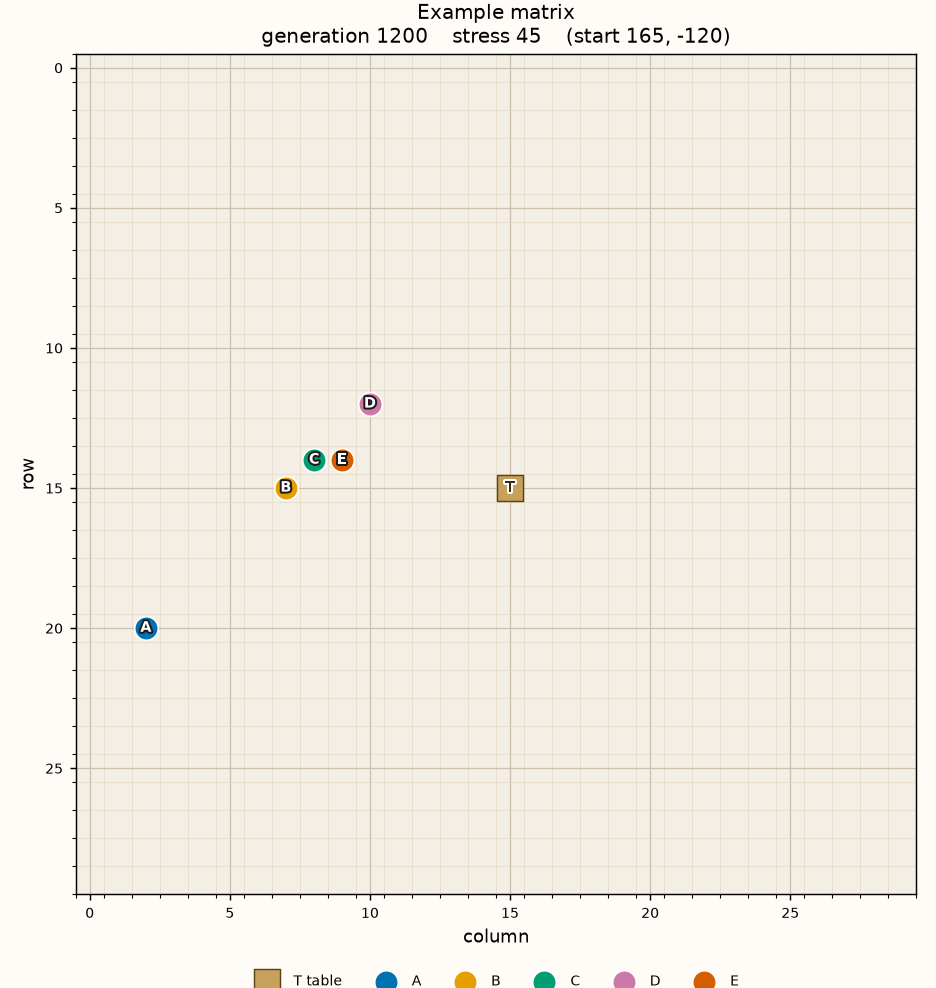 Example matrix
generation 1200    stress 45    (start 165, -120)
0
5
10
D
C E
15
B T
20
A
25
row
0 5 10 15 20 25
column
T table A B C D E